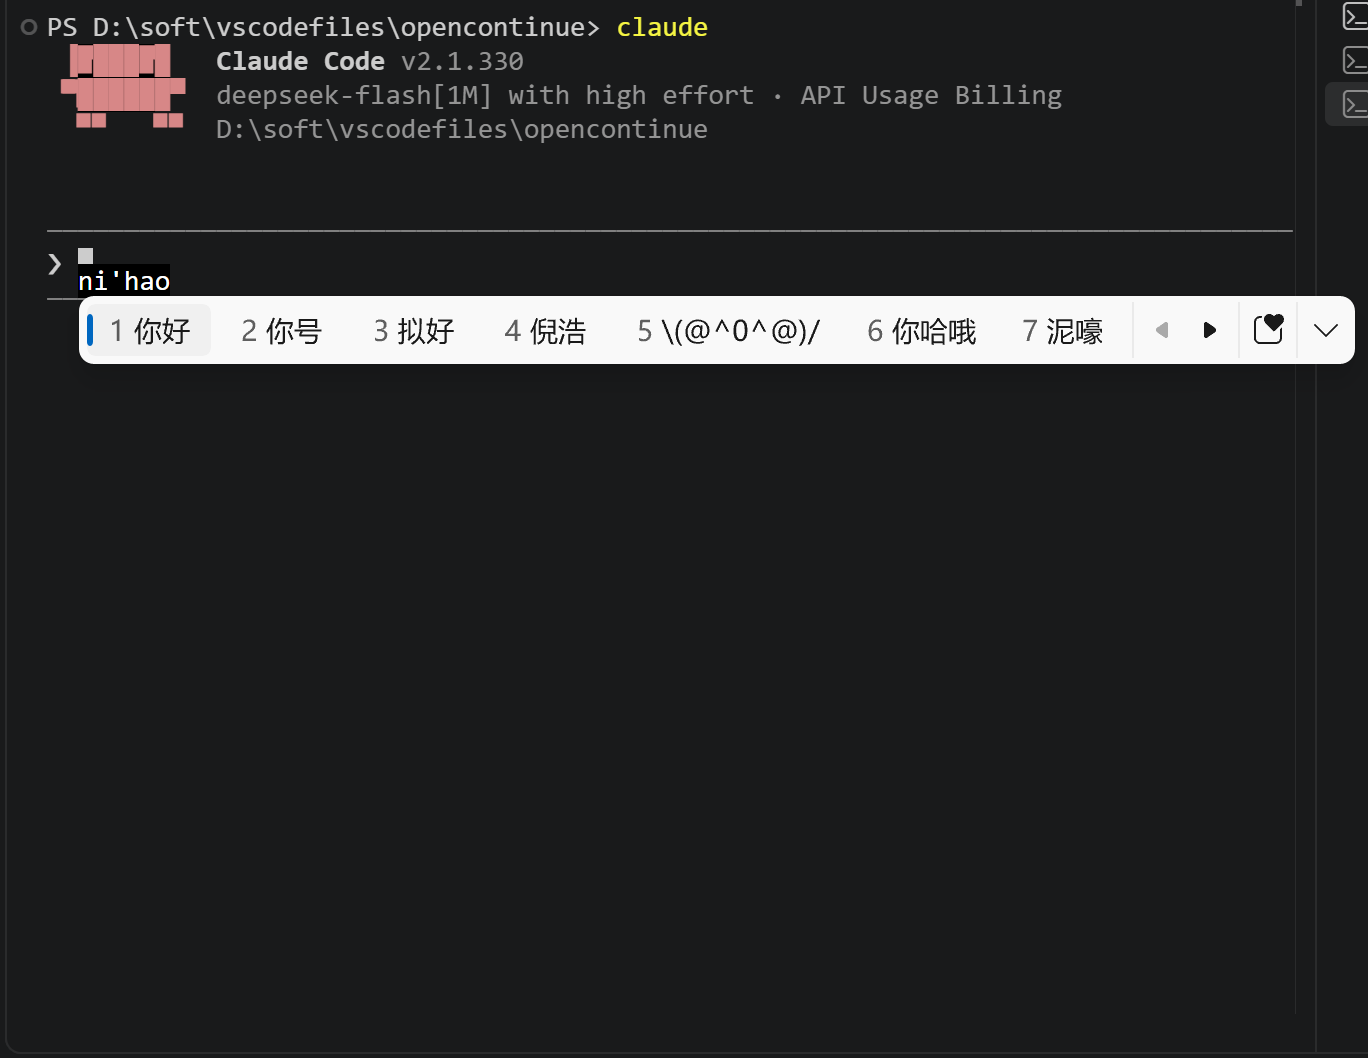 PS D:\soft\vscodefiles\opencontinue> claude
Claude Code v2.1.330
deepseek-flash[1M] with high effort · API Usage Billing
D:\soft\vscodefiles\opencontinue
❯
ni'hao
1 你好 2 你号 3 拟好 4 倪浩 5 \(@^0^@)/ 6 你哈哦 7 泥嚎